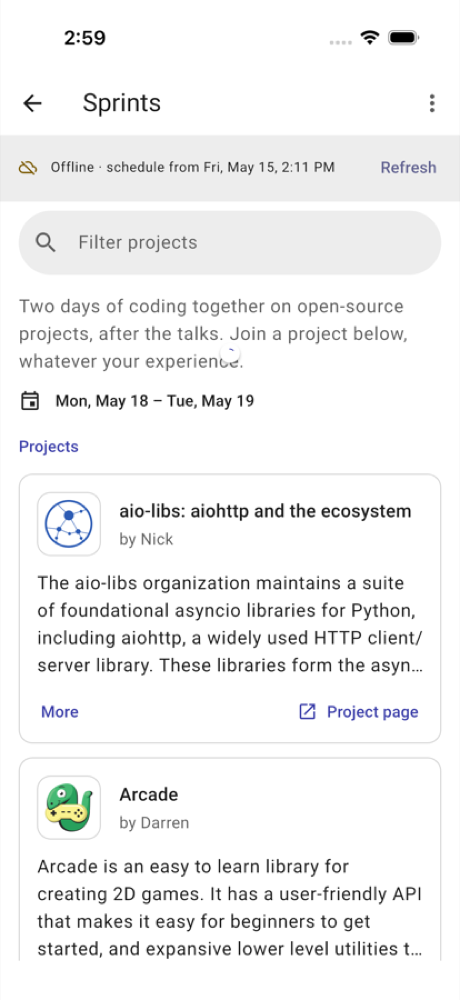 2:59
Sprints
Offline · schedule from Fri, May 15, 2:11 PM
Refresh
Filter projects
Two days of coding together on open-source
projects, after the talks. Join a project below,
whatever your experience.
Mon, May 18 – Tue, May 19
Projects
aio-libs: aiohttp and the ecosystem
by Nick
The aio-libs organization maintains a suite
of foundational asyncio libraries for Python,
including aiohttp, a widely used HTTP client/
server library. These libraries form the asyn…
More
Project page
Arcade
by Darren
Arcade is an easy to learn library for
creating 2D games. It has a user-friendly API
that makes it easy for beginners to get
started, and expansive lower level utilities t…